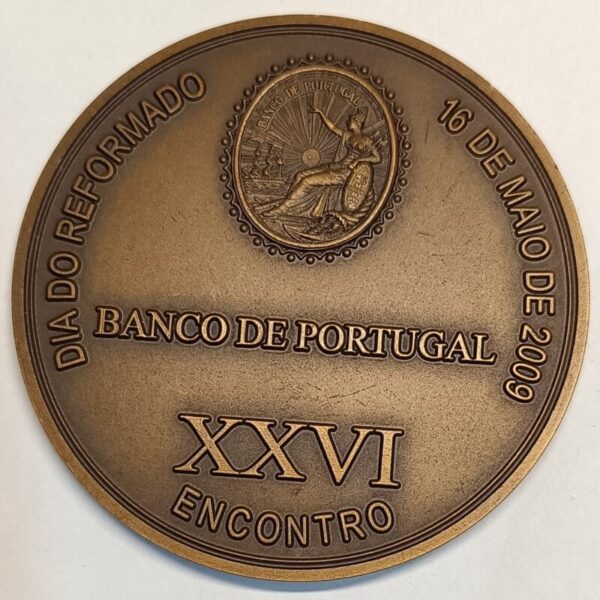 BANCO DE PORTUGAL
DIA DO REFORMADO
16 DE MAIO DE 2009
BANCO DE PORTUGAL
XXVI
ENCONTRO